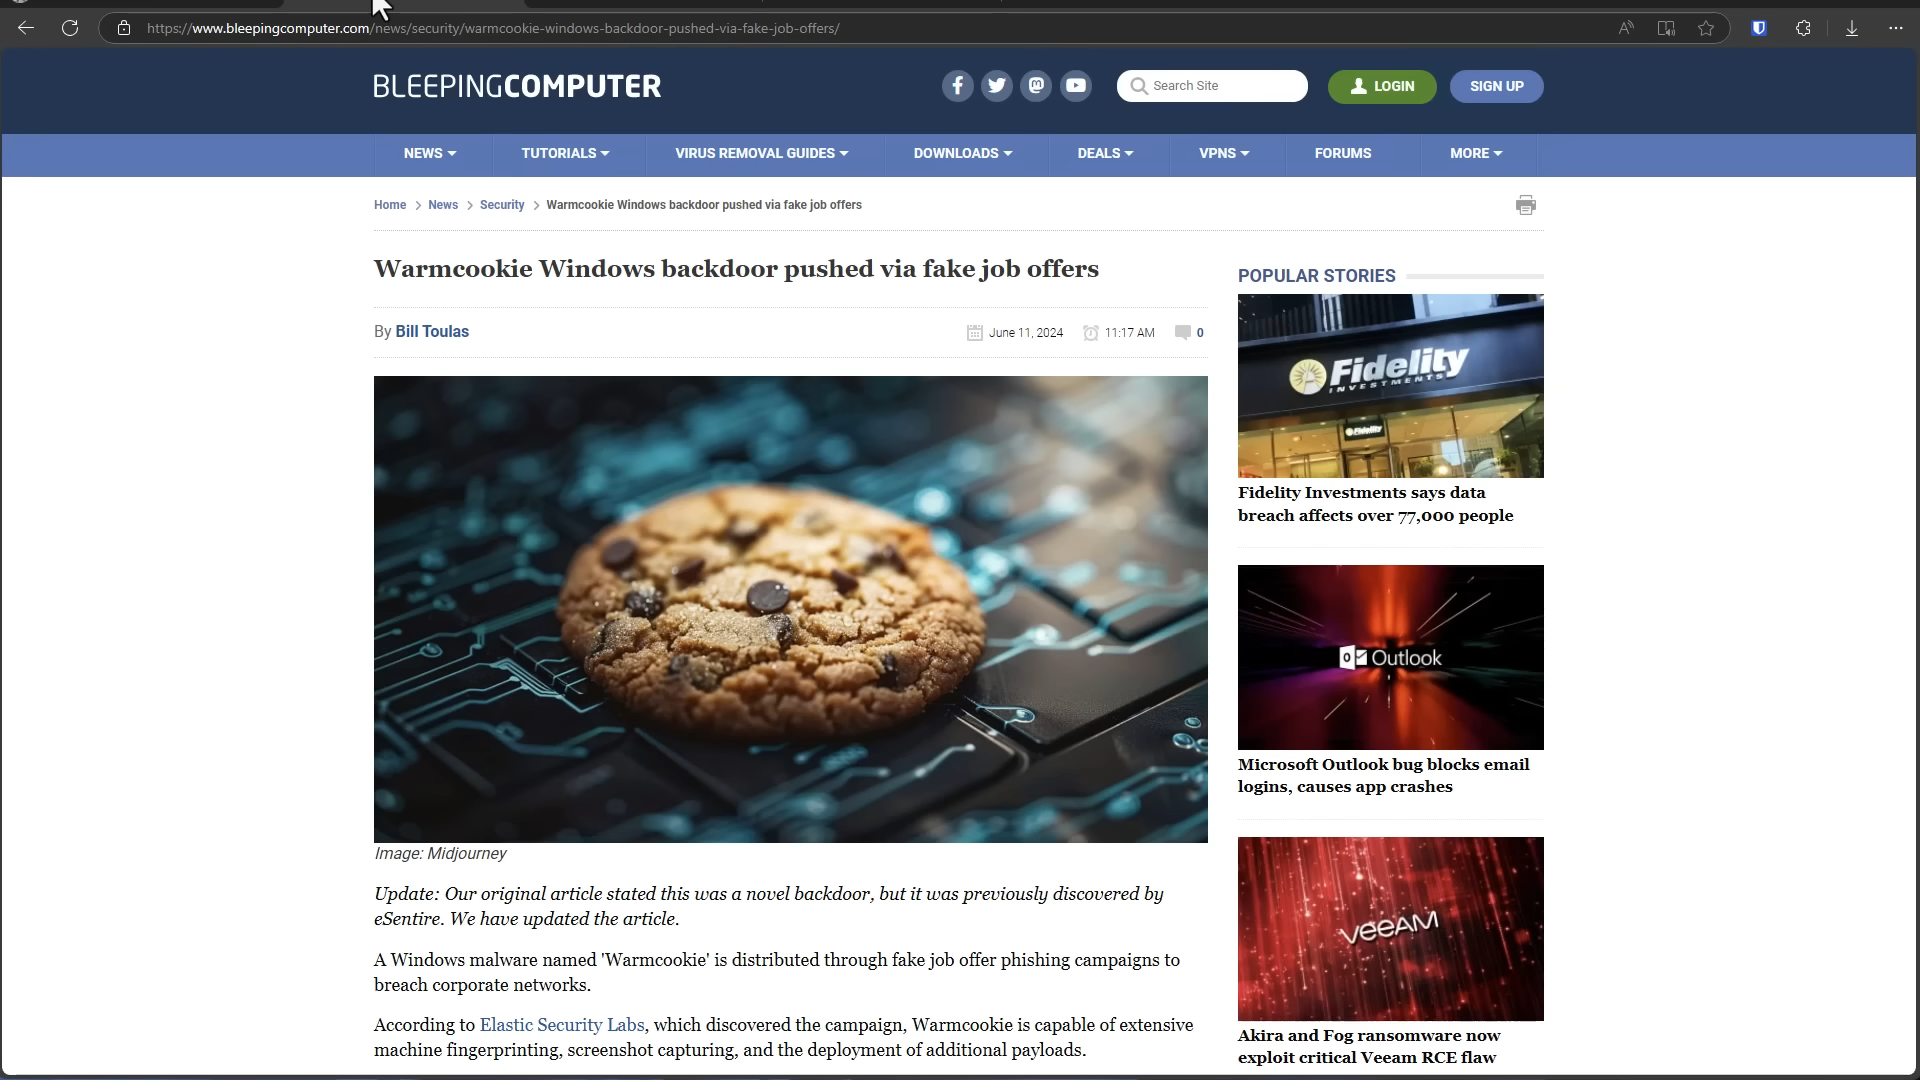 https://www.bleepingcomputer.com/news/security/warmcookie-windows-backdoor-pushed-via-fake-job-offers/
BLEEPINGCOMPUTER
Search Site
LOGIN
SIGN UP
NEWS
TUTORIALS
VIRUS REMOVAL GUIDES
DOWNLOADS
DEALS
VPNS
FORUMS
MORE
Home
News
Security
Warmcookie Windows backdoor pushed via fake job offers
Warmcookie Windows backdoor pushed via fake job offers
By Bill Toulas
June 11, 2024
11:17 AM
0
Image: Midjourney
Update: Our original article stated this was a novel backdoor, but it was previously discovered by
eSentire. We have updated the article.
A Windows malware named 'Warmcookie' is distributed through fake job offer phishing campaigns to
breach corporate networks.
According to Elastic Security Labs, which discovered the campaign, Warmcookie is capable of extensive
machine fingerprinting, screenshot capturing, and the deployment of additional payloads.
POPULAR STORIES
Fidelity
INVESTMENTS
Fidelity
Fidelity Investments says data
breach affects over 77,000 people
Outlook
Microsoft Outlook bug blocks email
logins, causes app crashes
veeAM
Akira and Fog ransomware now
exploit critical Veeam RCE flaw